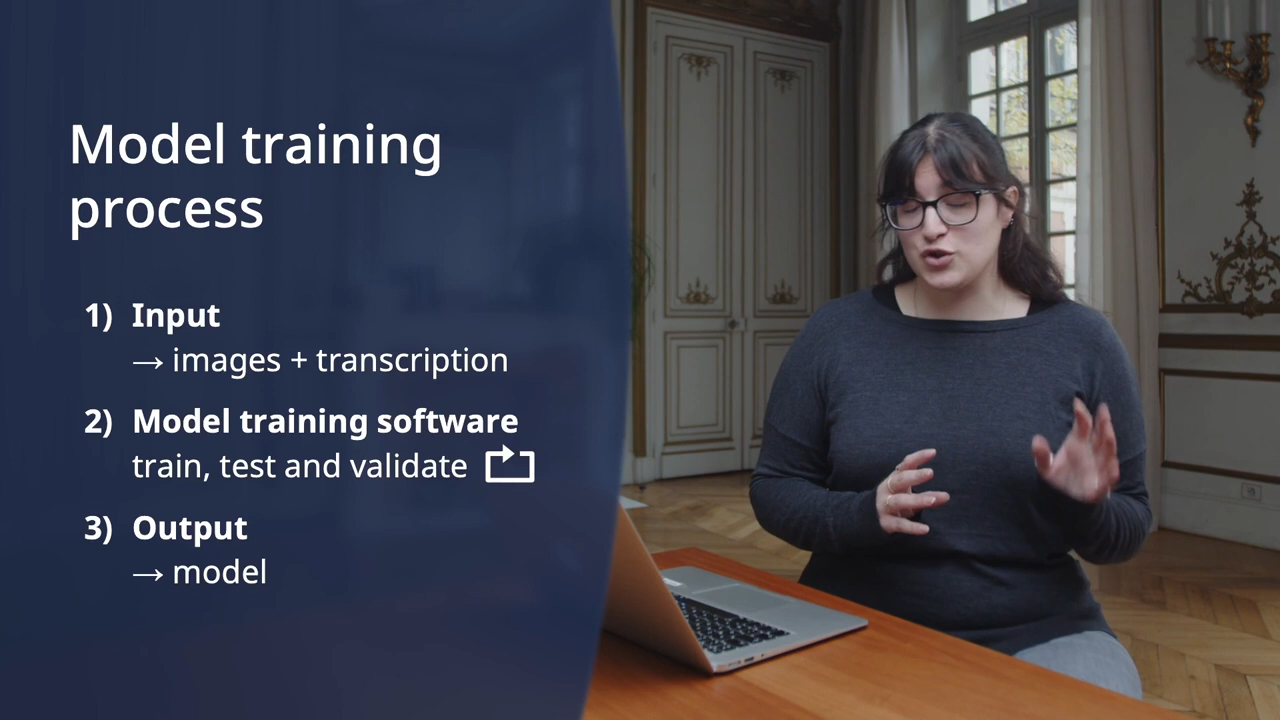 Model training
process
1) Input
→ images + transcription
2) Model training software
train, test and validate
3) Output
→ model